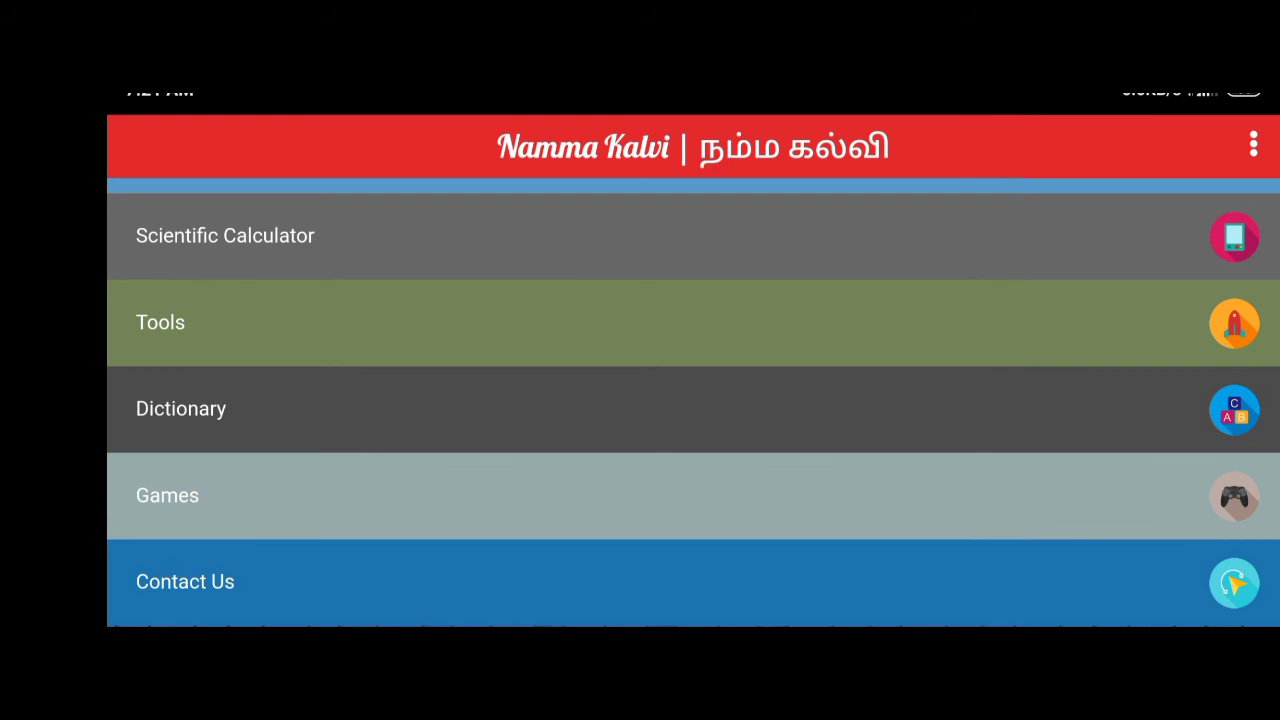 Namma Kalvi | நம்ம கல்வி
Scientific Calculator
Tools
Dictionary
C
A B
Games
Contact Us